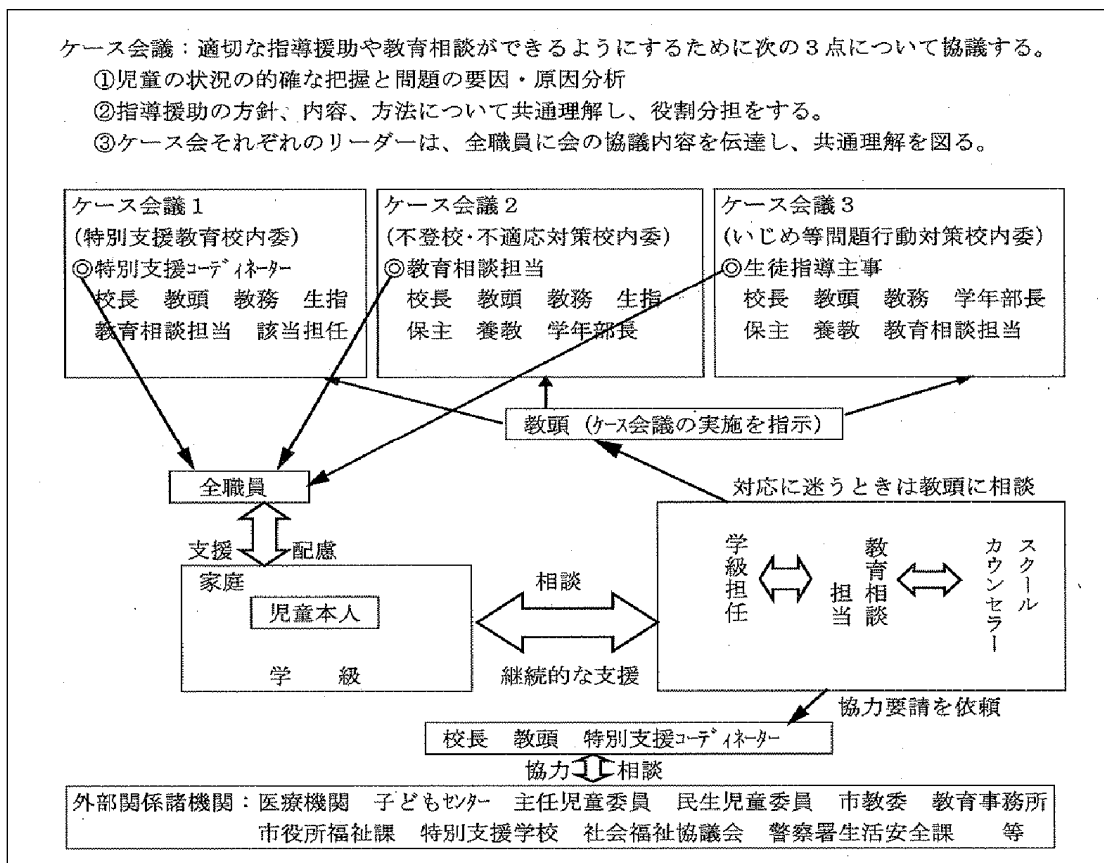 ケース会議：適切な指導援助や教育相談ができるようにするために次の３点について協議する。
①児童の状況の的確な把握と問題の要因・原因分析
②指導援助の方針、内容、方法について共通理解し、役割分担をする。
③ケース会それぞれのリーダーは、全職員に会の協議内容を伝達し、共通理解を図る。
ケース会議１
(特別支援教育校内委)
◎特別支援ｺｰﾃﾞｨﾈｰﾀｰ
校長　教頭　教務　生指
教育相談担当　該当担任
ケース会議２
(不登校・不適応対策校内委)
◎教育相談担当
校長　教頭　教務　生指
保主　養教　学年部長
ケース会議３
(いじめ等問題行動対策校内委)
◎生徒指導主事
校長　教頭　教務　学年部長
保主　養教　教育相談担当
教頭（ｹｰｽ会議の実施を指示）
全職員
対応に迷うときは教頭に相談
支援　配慮
家庭
児童本人
学　級
相談
継続的な支援
学級担任
教育相談
担当
スクール
カウンセラー
協力要請を依頼
校長　教頭　特別支援ｺｰﾃﾞｨﾈｰﾀｰ
協力　相談
外部関係諸機関：医療機関　子どもｾﾝﾀｰ　主任児童委員　民生児童委員　市教委　教育事務所
市役所福祉課　特別支援学校　社会福祉協議会　警察署生活安全課　等